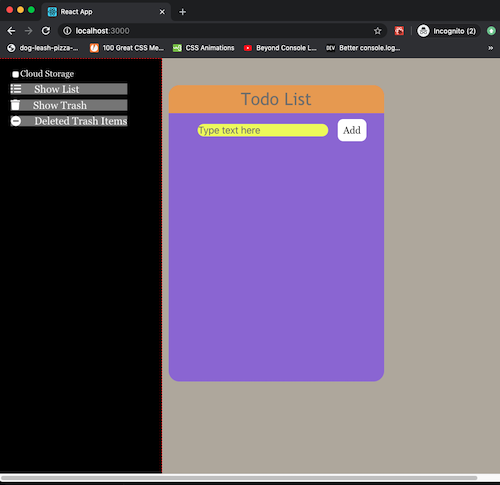 React App
localhost:3000
Incognito (2)
dog-leash-pizza-...
100 Great CSS Me...
CSS Animations
Beyond Console L...
DEV
Better console.log...
»
Cloud Storage
Show List
Show Trash
Deleted Trash Items
Todo List
Type text here
Add